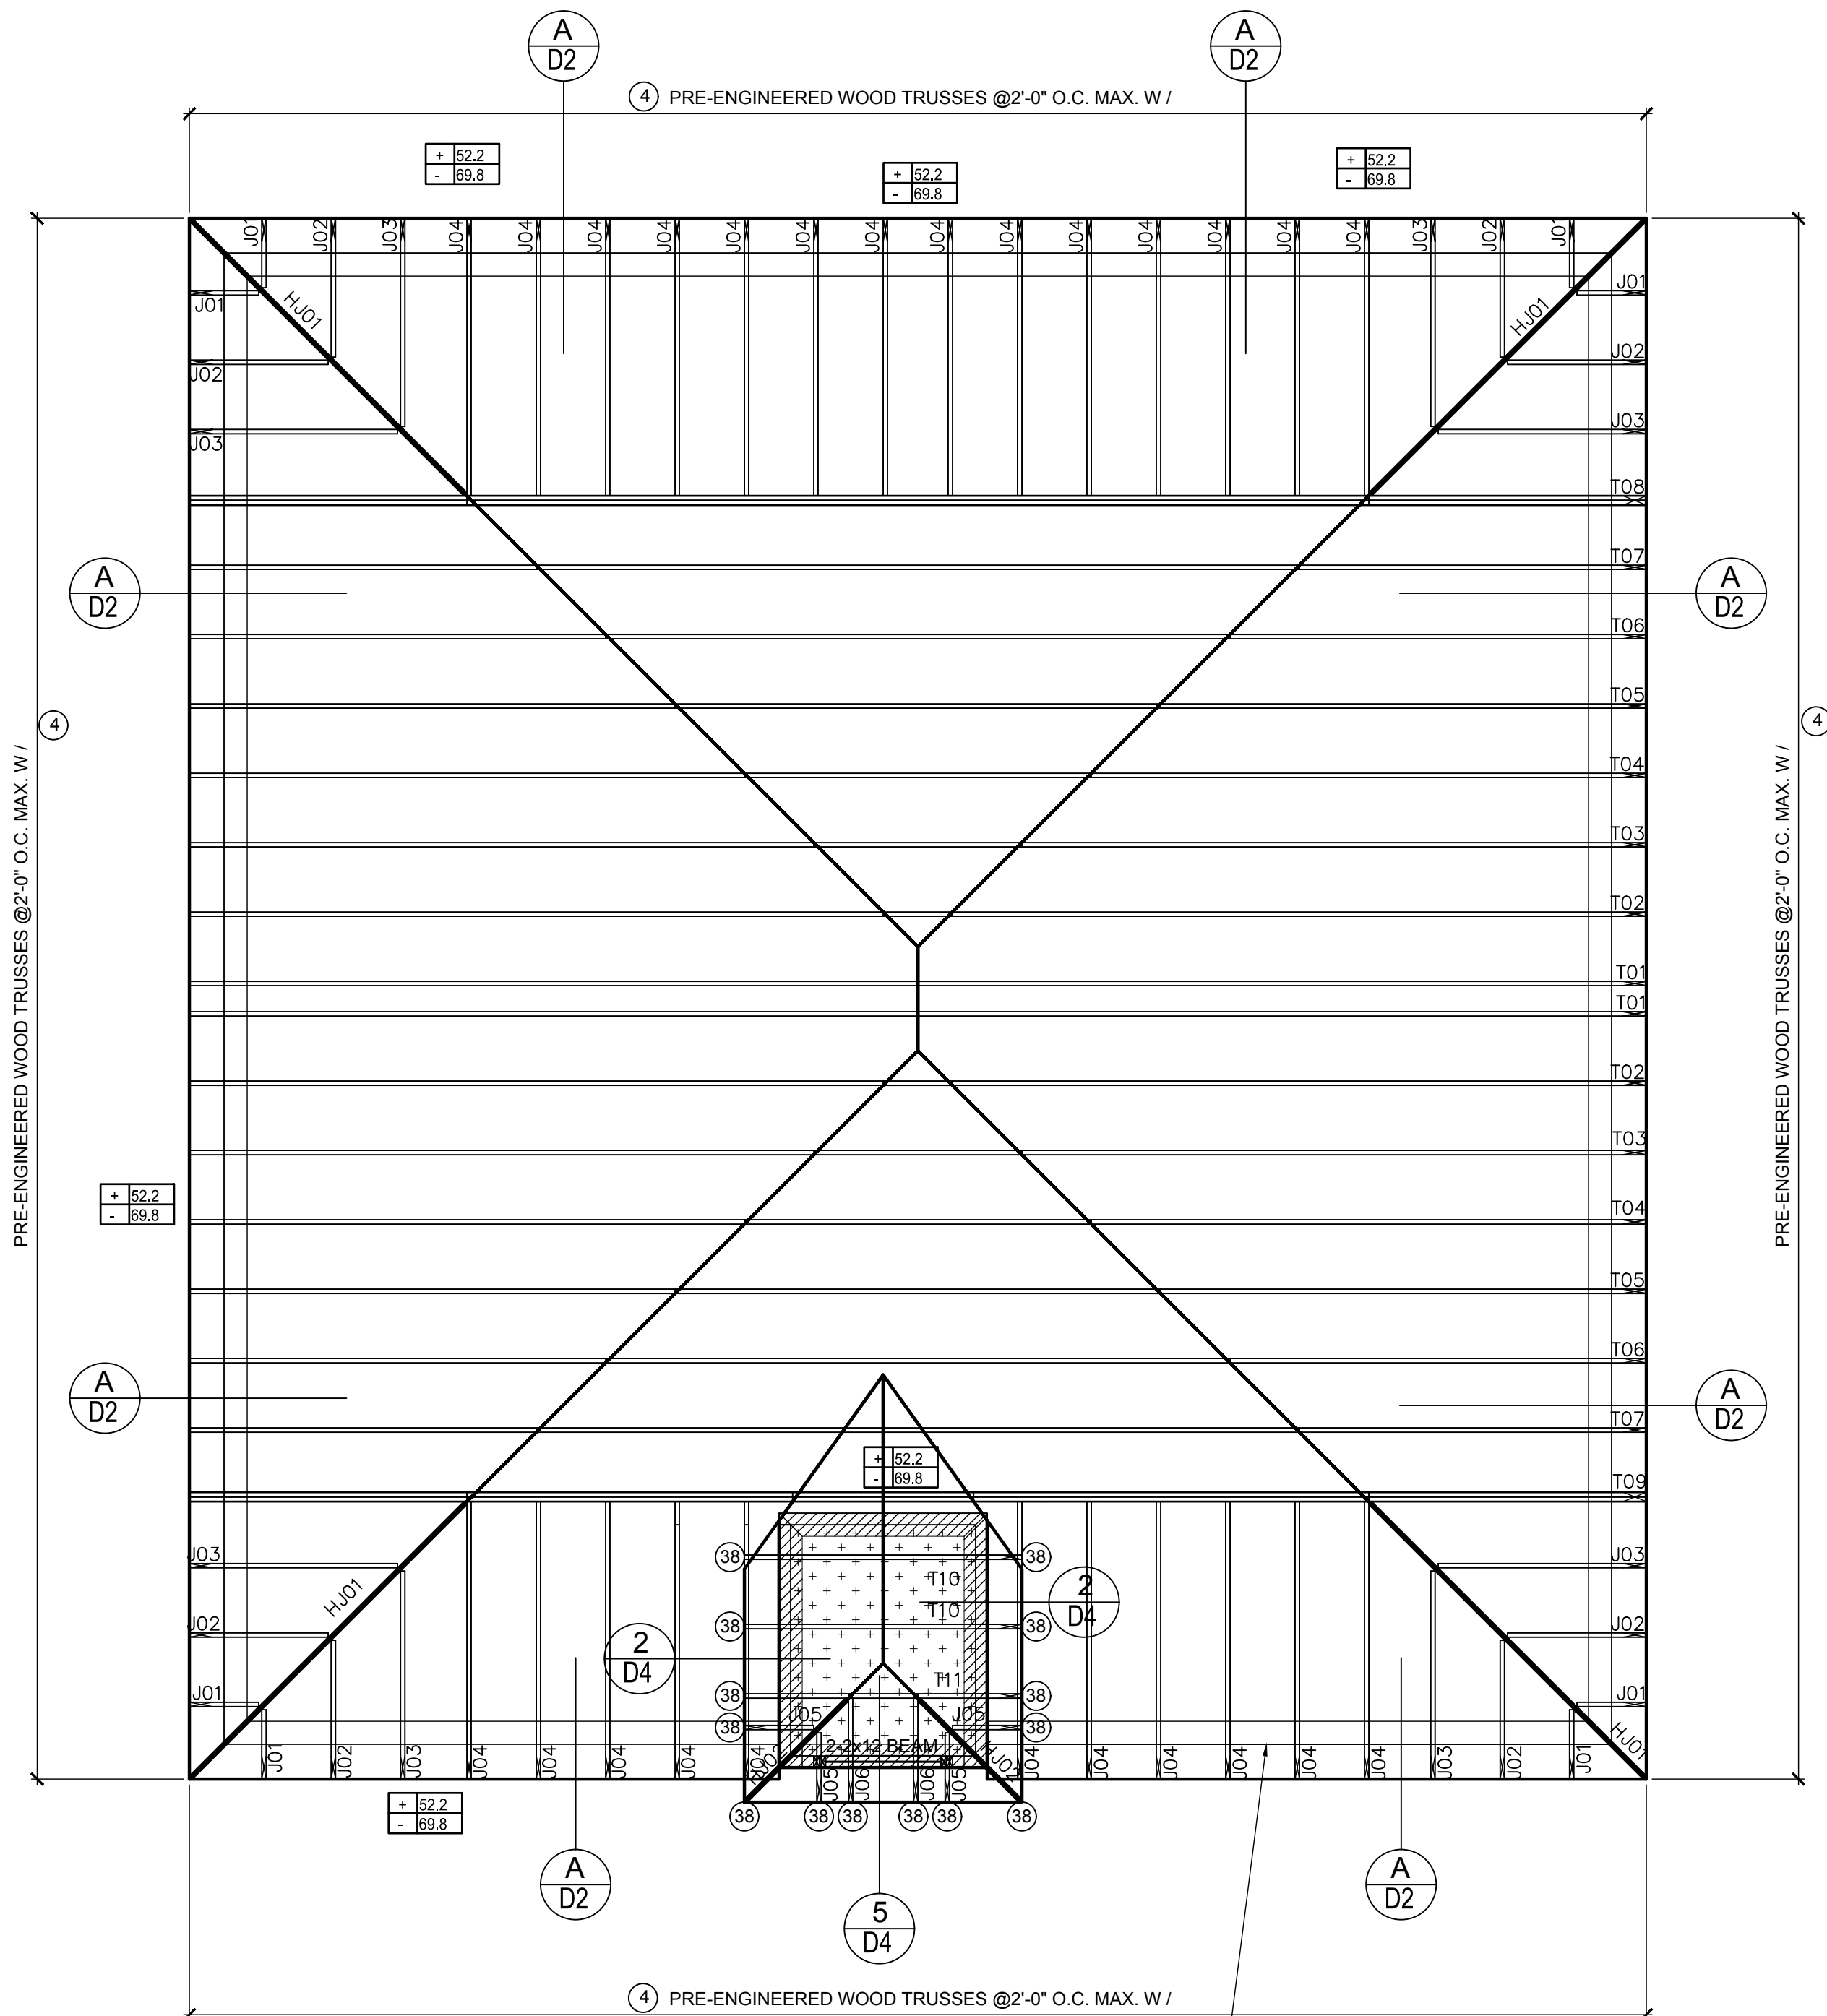 A
D2
A
D2
4 PRE-ENGINEERED WOOD TRUSSES @2'-0" O.C. MAX. W /
+ 52.2
- 69.8
+ 52.2
- 69.8
+ 52.2
- 69.8
J01 J02 J03 J04 J04 J04 J04 J04 J04 J04 J04 J04 J04 J04 J04 J04 J04 J03 J02 J01
J01 HJ01 HJ01 J01
J02 J02
J03 J03
T08
A
D2
T07
A
D2
T06
T05
4
4
PRE-ENGINEERED WOOD TRUSSES @2'-0" O.C. MAX. W /
PRE-ENGINEERED WOOD TRUSSES @2'-0" O.C. MAX. W /
T04
T03
T02
T01
T01
T02
T03
+ 52.2
- 69.8
T04
T05
T06
A
D2
A
D2
T07
+ 52.2
- 69.8
T09
J03 J03
38 38
T10
HJ01
2
D4
T10
J02 38 38 J02
2
D4
T11
J01 38 38 J01
38 J05 J05 38
HJ01
2-2x12 BEAM
HJ02 HJ02
J01 J02 J03 J04 J04 J04 J04 J04 J05 J06 J06 J05 J04 J04 J04 J04 J04 J04 J03 J02 J01
38 38 38 38 38 38
+ 52.2
- 69.8
A
D2
A
D2
5
D4
4 PRE-ENGINEERED WOOD TRUSSES @2'-0" O.C. MAX. W /